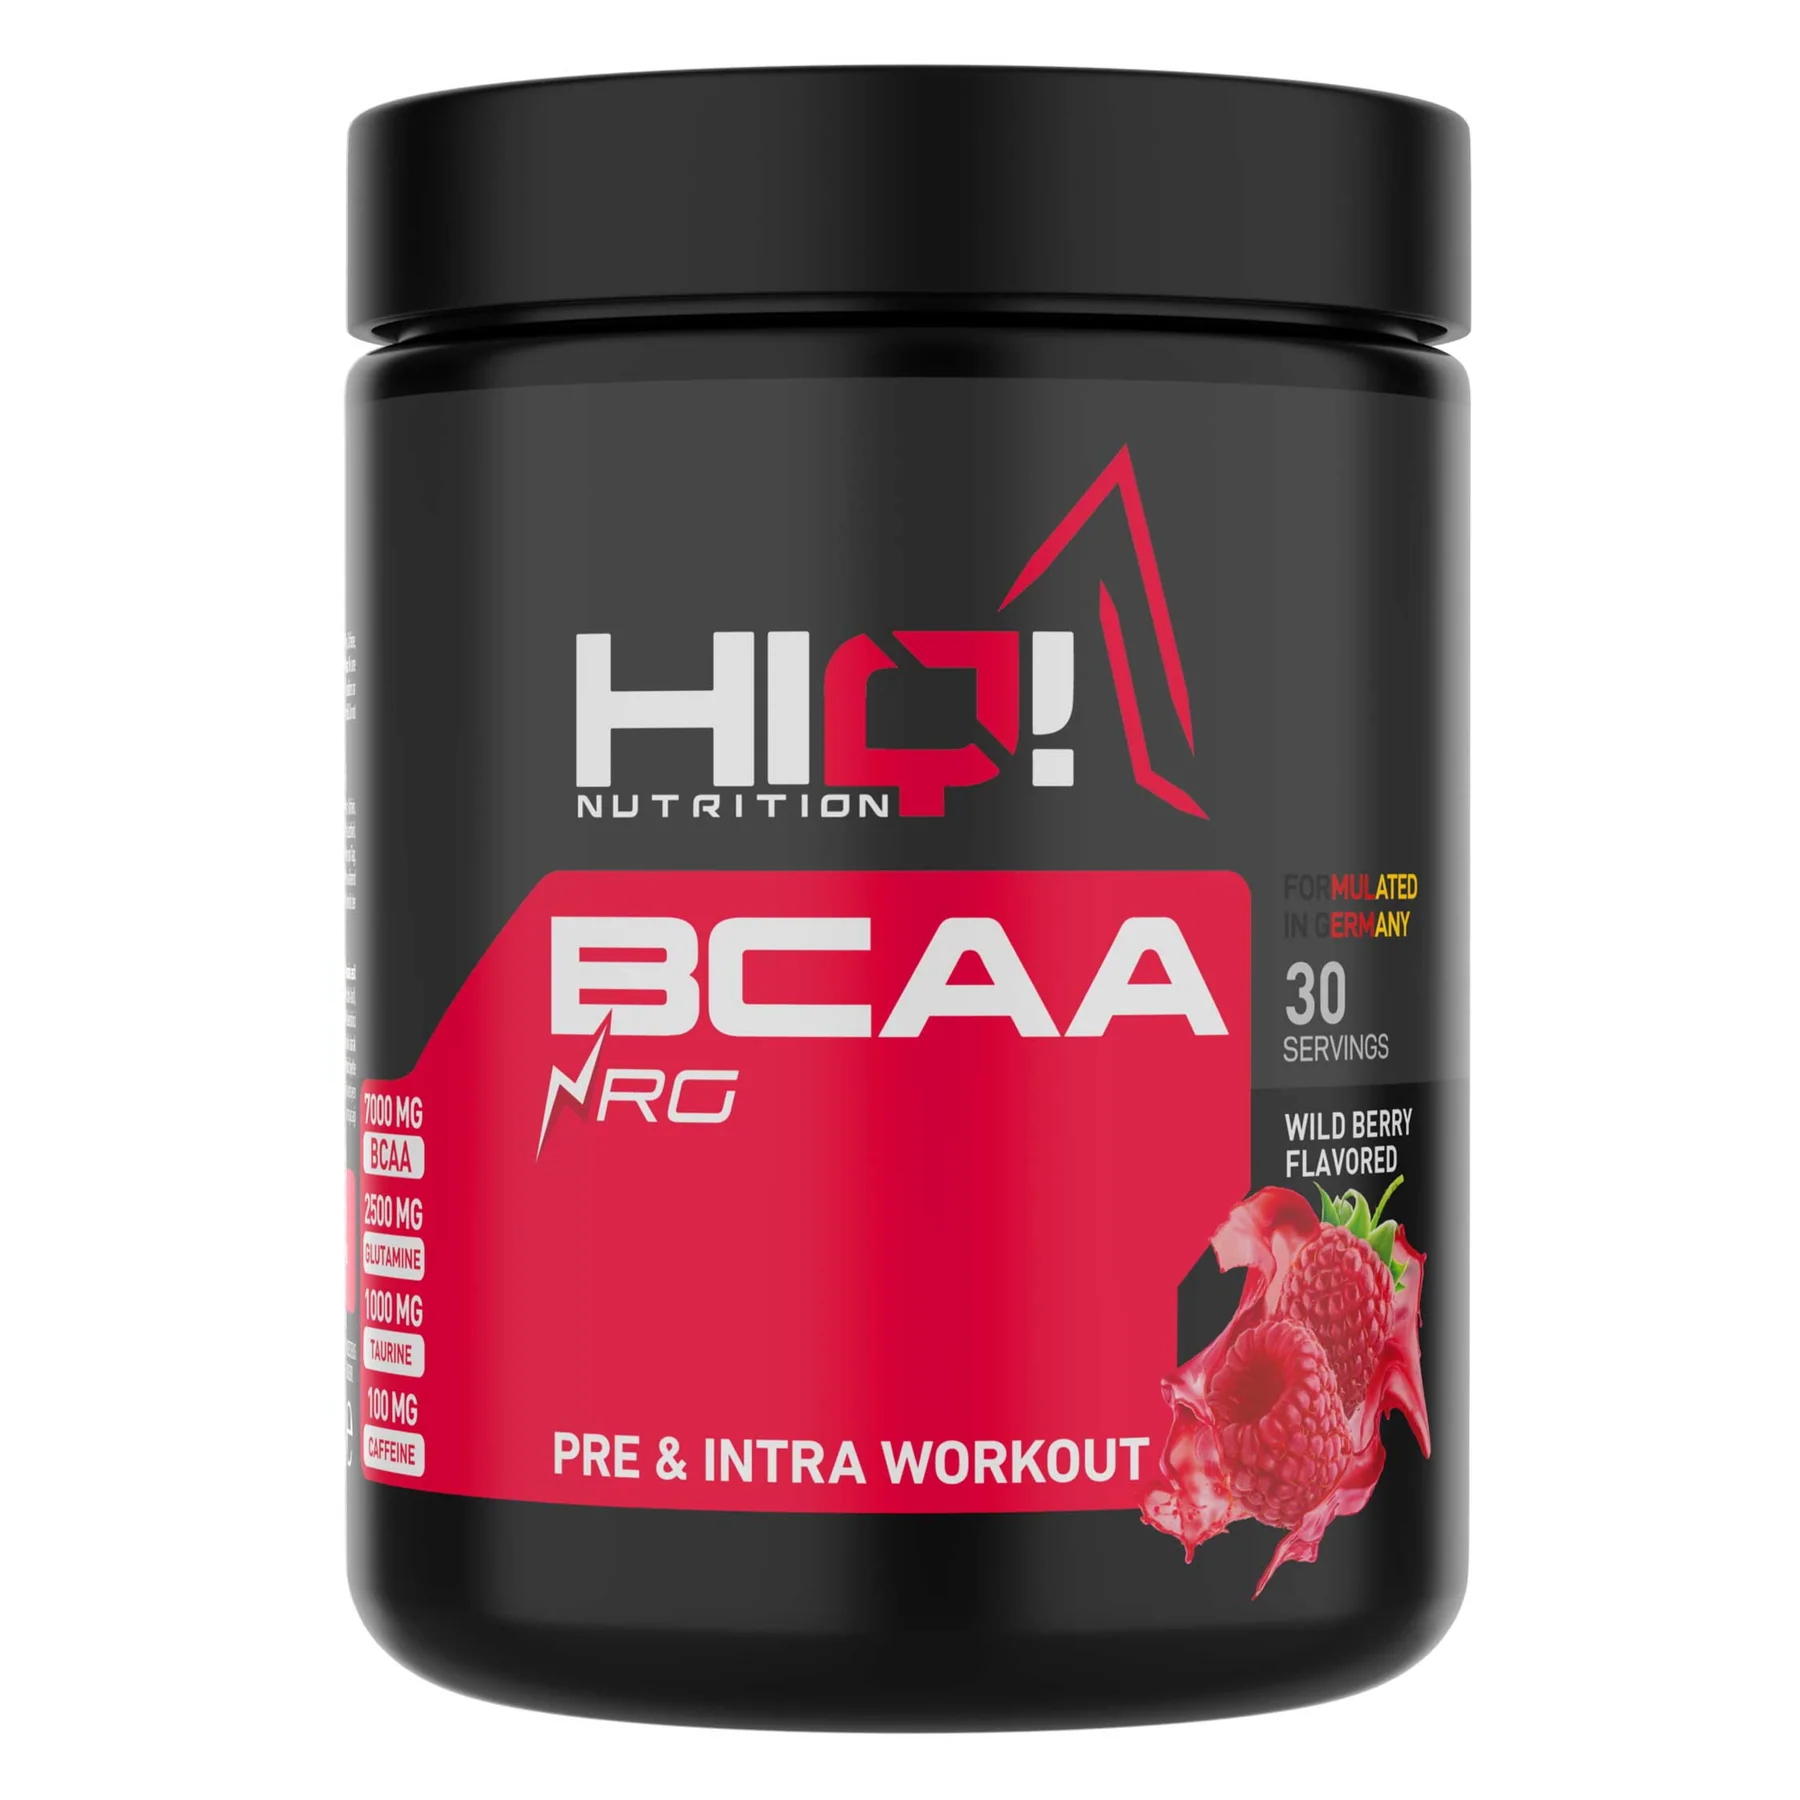 HIQ!
NUTRITION
BCAA
NRG
FORMULATED
IN GERMANY
30
SERVINGS
WILD BERRY
FLAVORED
7000 MG
BCAA
2500 MG
GLUTAMINE
1000 MG
TAURINE
100 MG
CAFFEINE
PRE & INTRA WORKOUT